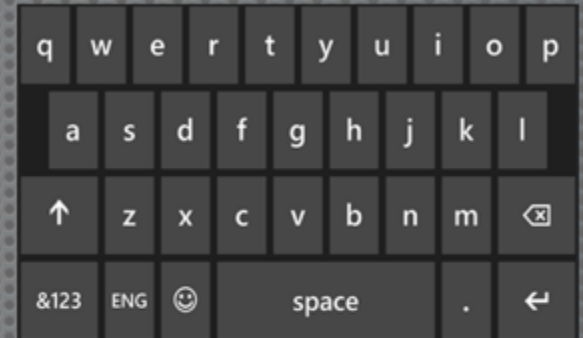 q w e r t y u i o p
a s d f g h j k l
z x c v b n m
&123 ENG space .